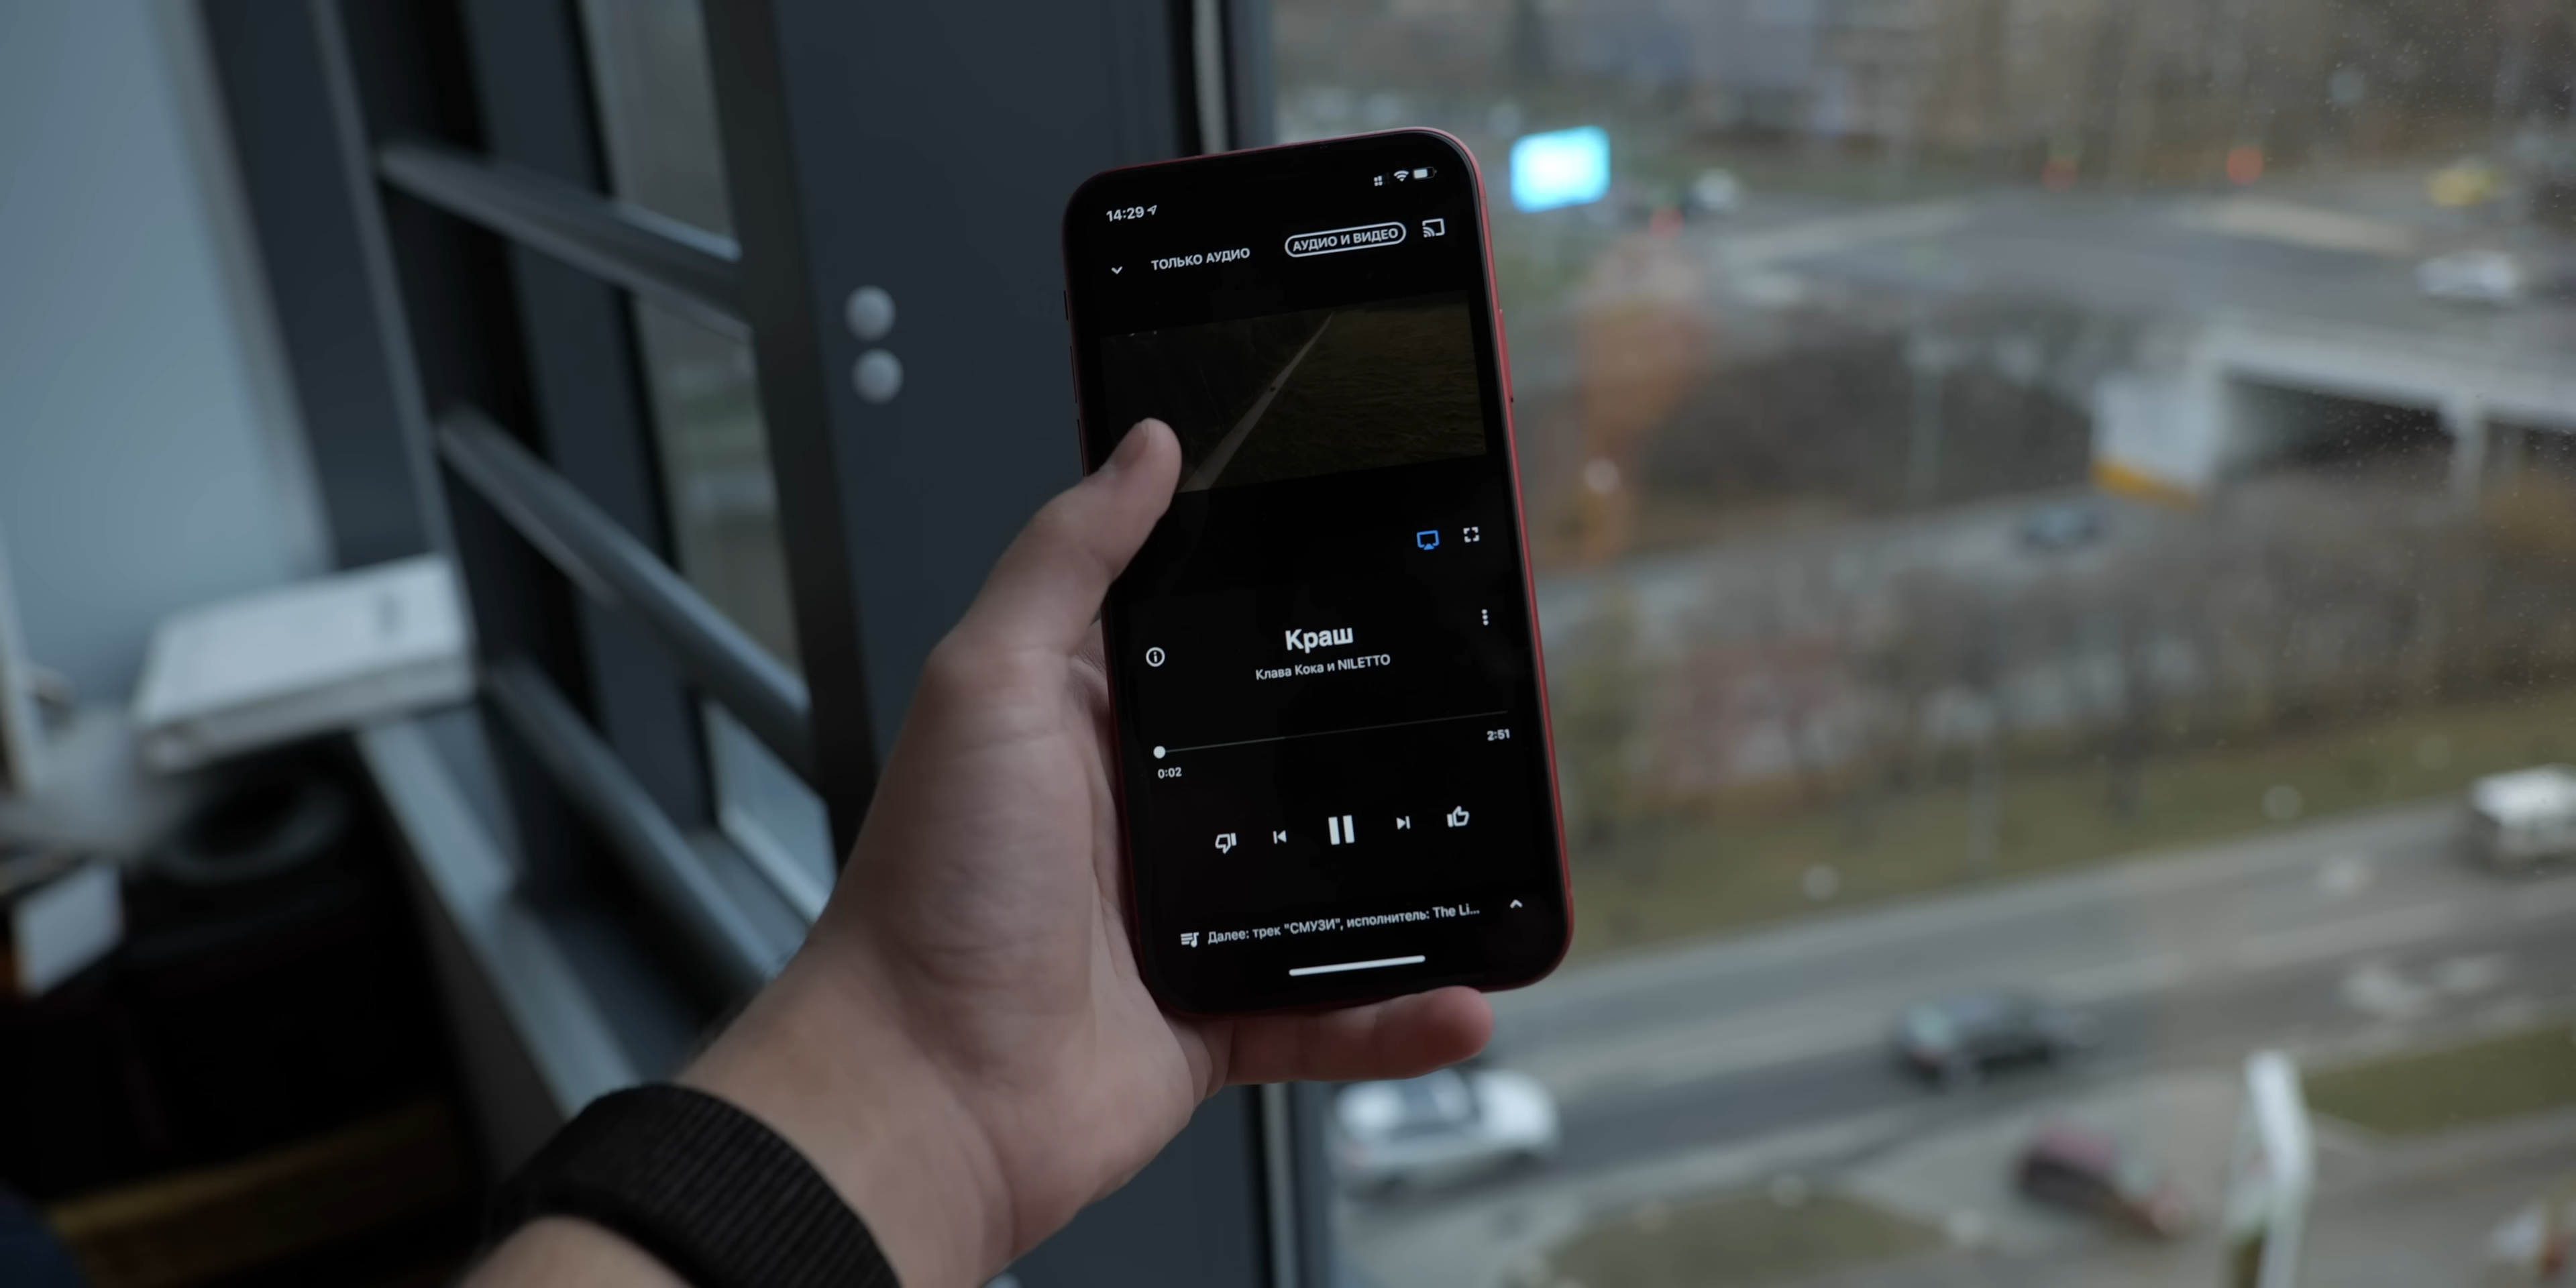 14:29
ТОЛЬКО АУДИО
АУДИО И ВИДЕО
Краш
Клава Кока и NILETTO
2:51
0:02
Далее: трек "СМУЗИ", исполнитель: The Li...